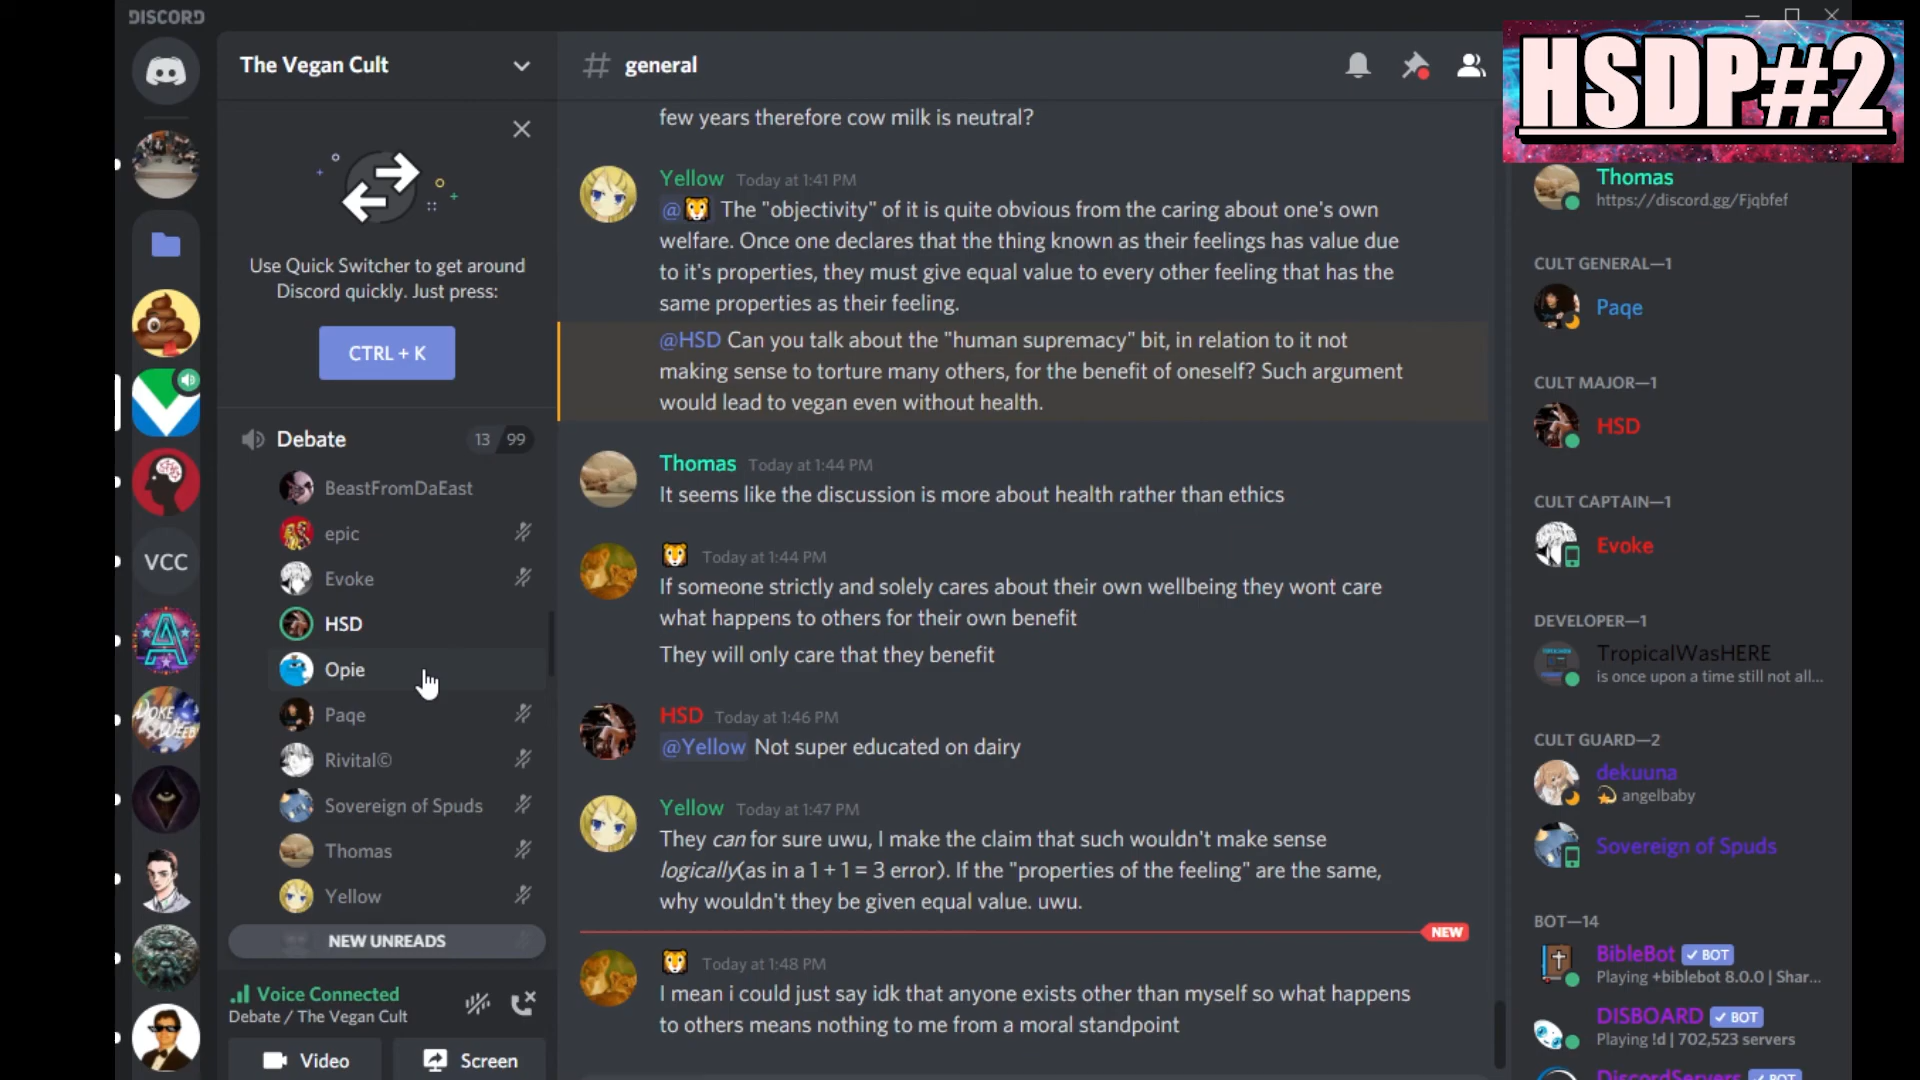 DISCORD
HSDP#2
The Vegan Cult
general
Use Quick Switcher to get around
Discord quickly. Just press:
CTRL + K
Debate
13 99
BeastFromDaEast
epic
Evoke
HSD
Opie
Paqe
Rivital©
Sovereign of Spuds
Thomas
Yellow
NEW UNREADS
Voice Connected
Debate / The Vegan Cult
Video
Screen
VCC
few years therefore cow milk is neutral?
Yellow Today at 1:41 PM
@🐯 The "objectivity" of it is quite obvious from the caring about one's own
welfare. Once one declares that the thing known as their feelings has value due
to it's properties, they must give equal value to every other feeling that has the
same properties as their feeling.
@HSD Can you talk about the "human supremacy" bit, in relation to it not
making sense to torture many others, for the benefit of oneself? Such argument
would lead to vegan even without health.
Thomas Today at 1:44 PM
It seems like the discussion is more about health rather than ethics
🐯 Today at 1:44 PM
If someone strictly and solely cares about their own wellbeing they wont care
what happens to others for their own benefit
They will only care that they benefit
HSD Today at 1:46 PM
@Yellow Not super educated on dairy
Yellow Today at 1:47 PM
They can for sure uwu, I make the claim that such wouldn't make sense
logically(as in a 1 + 1 = 3 error). If the "properties of the feeling" are the same,
why wouldn't they be given equal value. uwu.
NEW
🐯 Today at 1:48 PM
I mean i could just say idk that anyone exists other than myself so what happens
to others means nothing to me from a moral standpoint
Thomas
https://discord.gg/Fjqbfef
CULT GENERAL—1
Paqe
CULT MAJOR—1
HSD
CULT CAPTAIN—1
Evoke
DEVELOPER—1
TropicalWasHERE
is once upon a time still not all...
CULT GUARD—2
dekuuna
angelbaby
Sovereign of Spuds
BOT—14
BibleBot ✓ BOT
Playing +biblebot 8.0.0 | Shar...
DISBOARD ✓ BOT
Playing !d | 702,523 servers
DiscordServers ✓ BOT